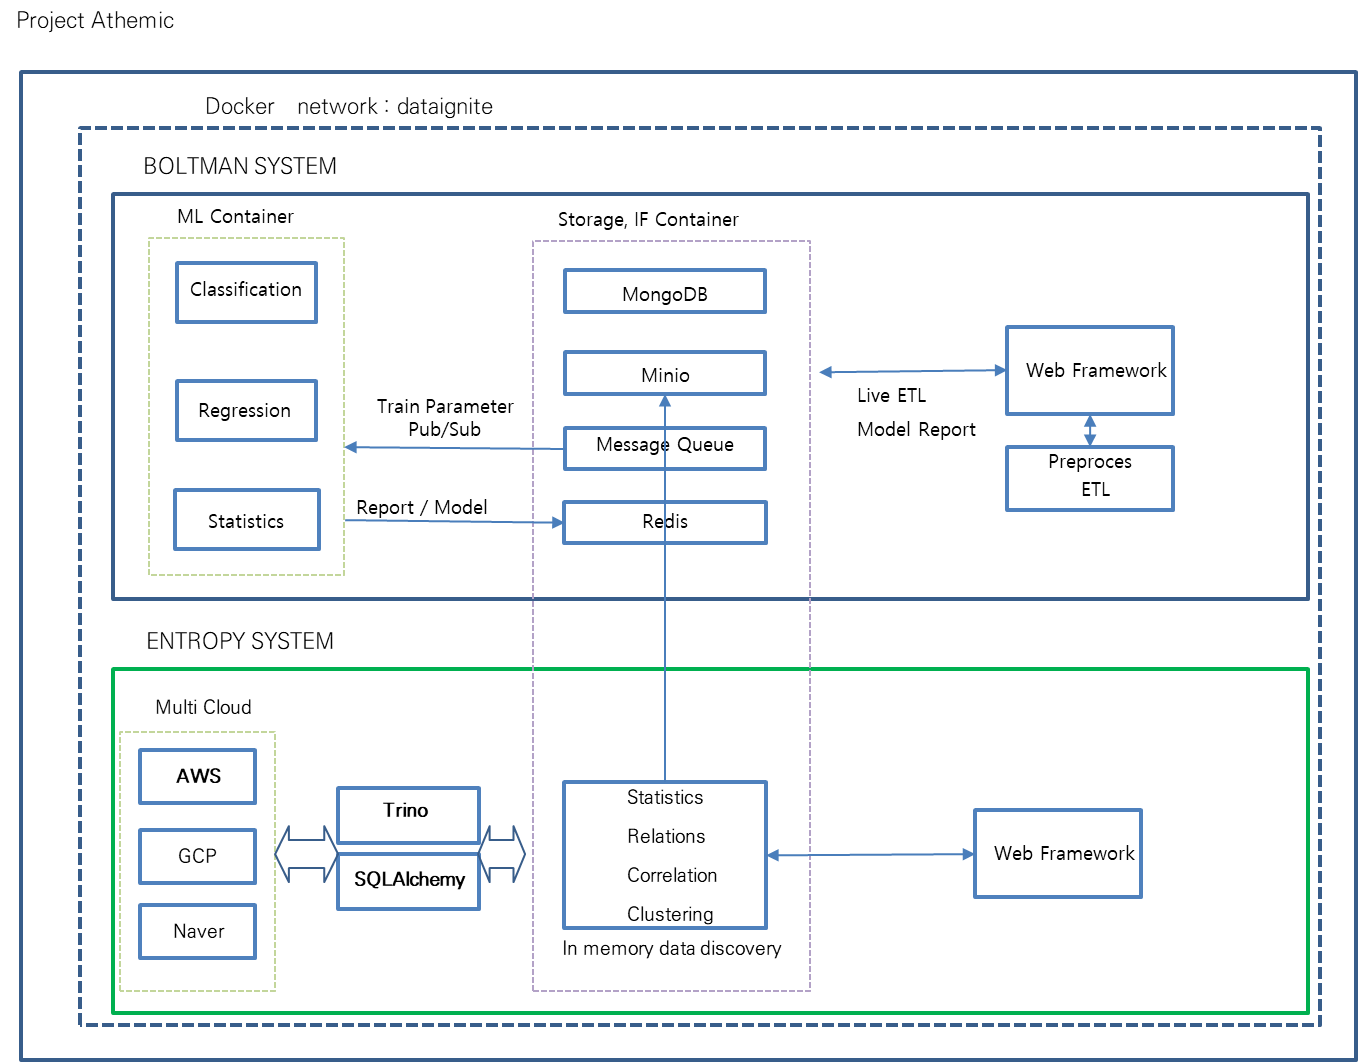 Project Athemic
Docker network : dataignite
BOLTMAN SYSTEM
ML Container
Classification
Regression
Statistics
Train Parameter
Pub/Sub
Report / Model
Storage, IF Container
MongoDB
Minio
Message Queue
Redis
Live ETL
Model Report
Web Framework
Preproces
ETL
ENTROPY SYSTEM
Multi Cloud
AWS
GCP
Naver
Trino
SQLAlchemy
Statistics
Relations
Correlation
Clustering
In memory data discovery
Web Framework